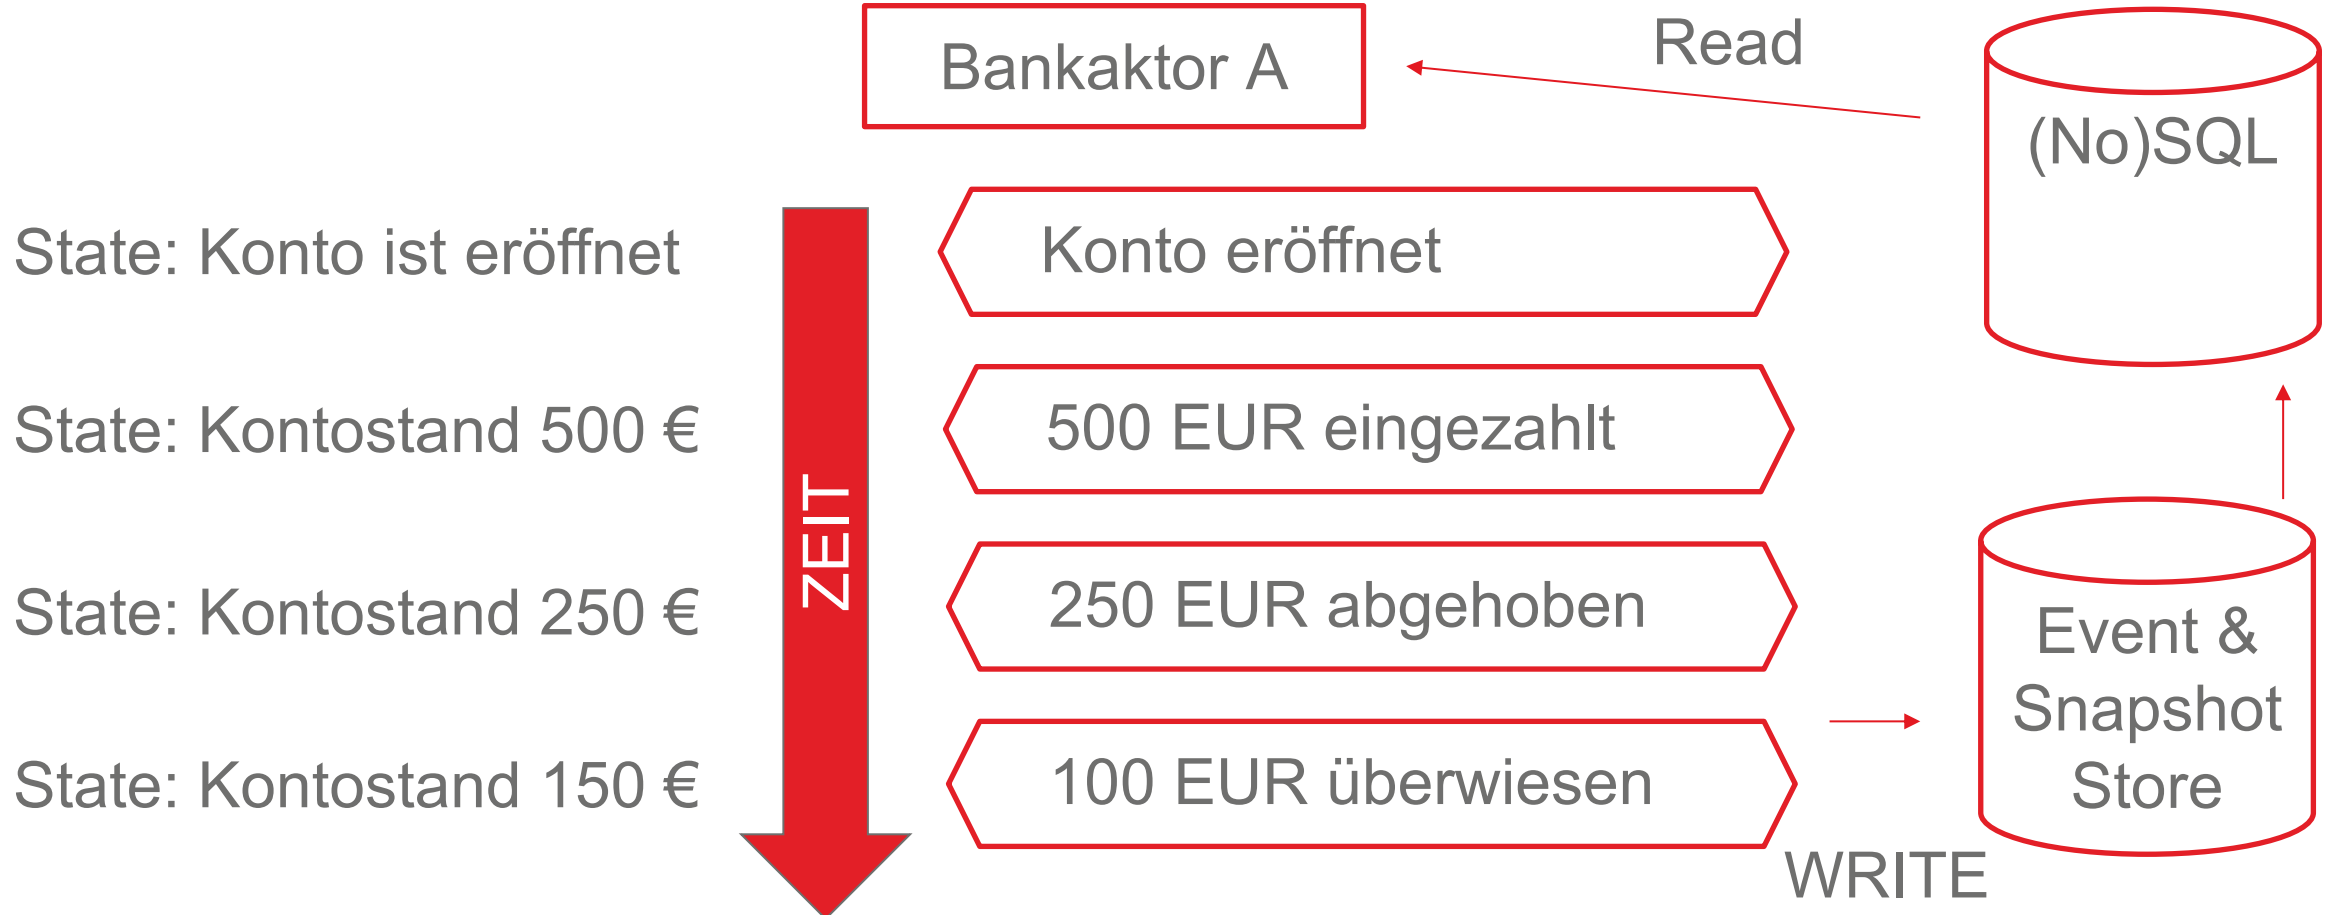 Bankaktor A
Read
(No)SQL
State: Konto ist eröffnet
Konto eröffnet
State: Kontostand 500 €
500 EUR eingezahlt
ZEIT
State: Kontostand 250 €
250 EUR abgehoben
Event &
Snapshot
Store
State: Kontostand 150 €
100 EUR überwiesen
WRITE